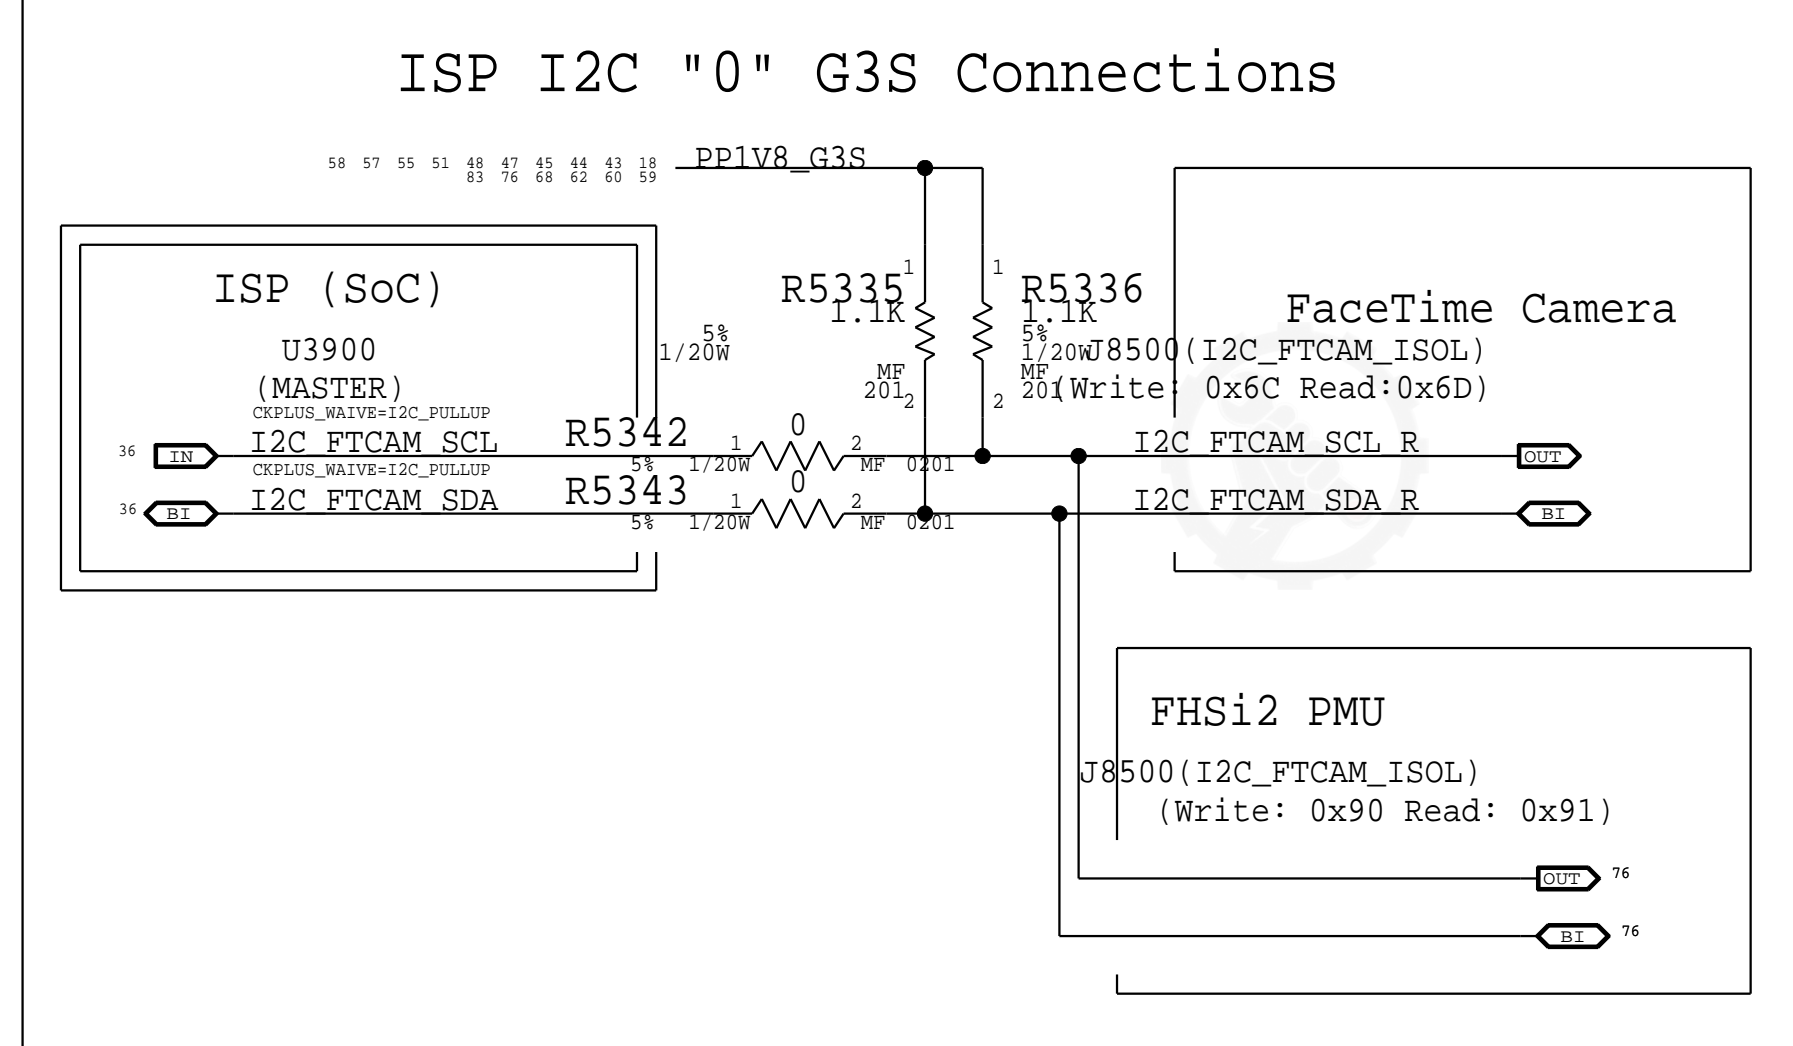 ISP I2C "0" G3S Connections
58 57 55 51 48 47 45 44 43 18
83 76 68 62 60 59
PP1V8_G3S
ISP (SoC)
U3900
(MASTER)
CKPLUS_WAIVE=I2C_PULLUP
36 IN I2C_FTCAM_SCL
CKPLUS_WAIVE=I2C_PULLUP
36 BI I2C_FTCAM_SDA
R5335
1.1K
5%
1/20W
MF
201
1
2
R5336
1.1K
5%
1/20W
MF
201
1
2
R5342
0
1 2
5% 1/20W MF 0201
R5343
0
1 2
5% 1/20W MF 0201
FaceTime Camera
J8500(I2C_FTCAM_ISOL)
(Write: 0x6C Read:0x6D)
I2C_FTCAM_SCL_R OUT
I2C_FTCAM_SDA_R BI
FHSi2 PMU
J8500(I2C_FTCAM_ISOL)
(Write: 0x90 Read: 0x91)
OUT 76
BI 76